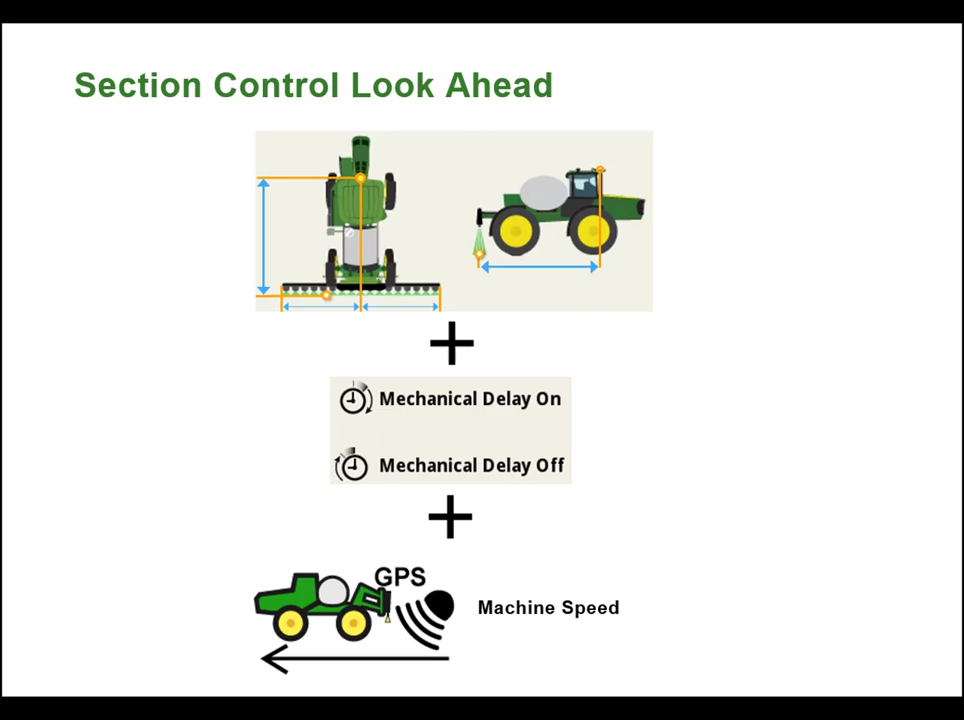 Section Control Look Ahead
Mechanical Delay On
Mechanical Delay Off
GPS
Machine Speed